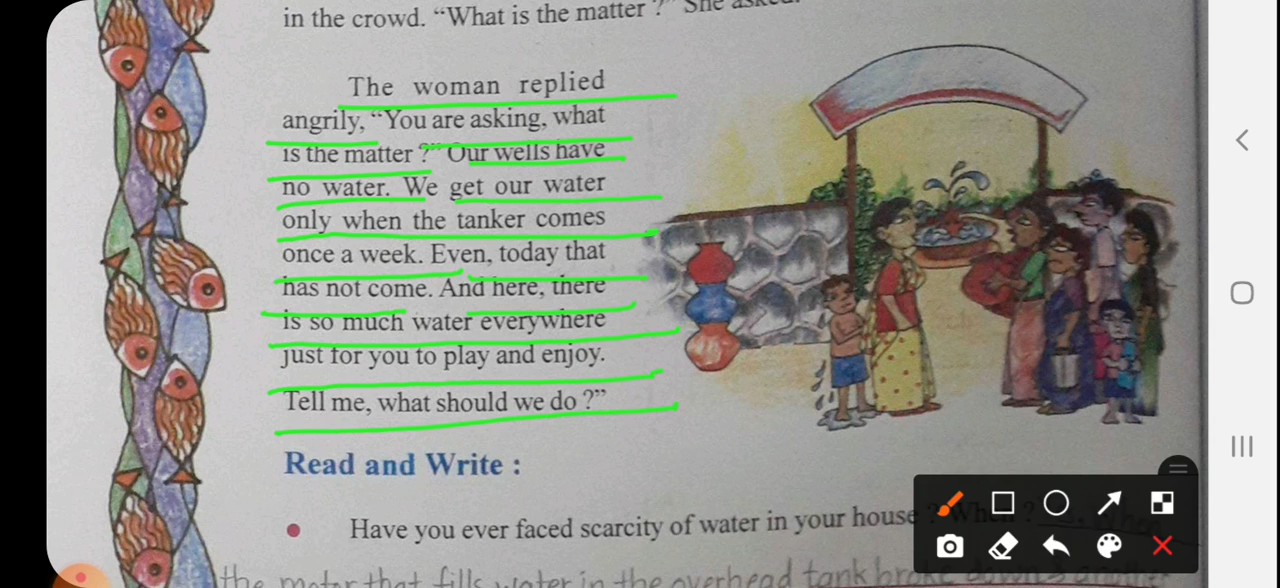 in the crowd. “What is the matter ?” She asked.
The woman replied
angrily, “You are asking, what
is the matter ?” Our wells have
no water. We get our water
only when the tanker comes
once a week. Even, today that
has not come. And here, there
is so much water everywhere
just for you to play and enjoy.
Tell me, what should we do ?”
Read and Write :
Have you ever faced scarcity of water in your house ? When ?
the motor that fills water in the overhead tank broke down &